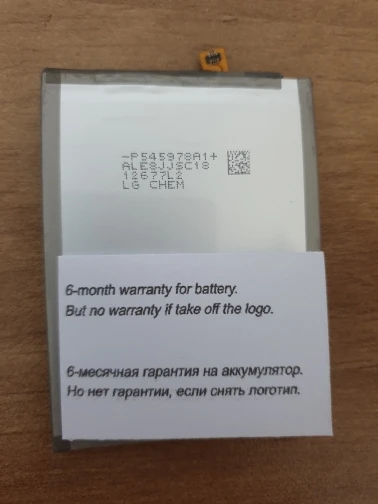 -P545978A1+
ALE8JJSC18
12677L2
LG CHEM
6-month warranty for battery.
But no warranty if take off the logo.
6-месячная гарантия на аккумулятор.
Но нет гарантии, если снять логотип.